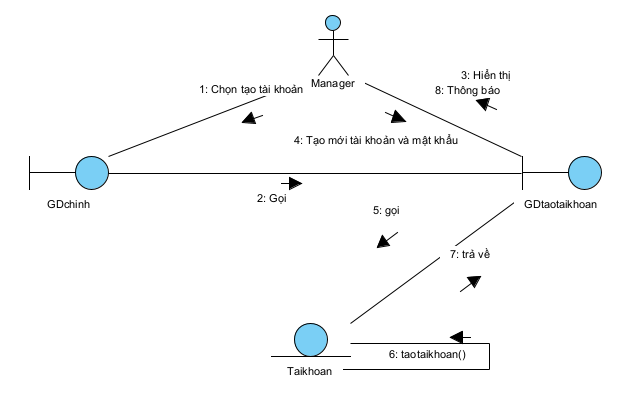 3: Hiển thị
Manager
1: Chọn tạo tài khoản
8: Thông báo
4: Tạo mới tài khoản và mật khẩu
GDchinh
2: Gọi
GDtaotaikhoan
5: gọi
7: trả về
6: taotaikhoan()
Taikhoan